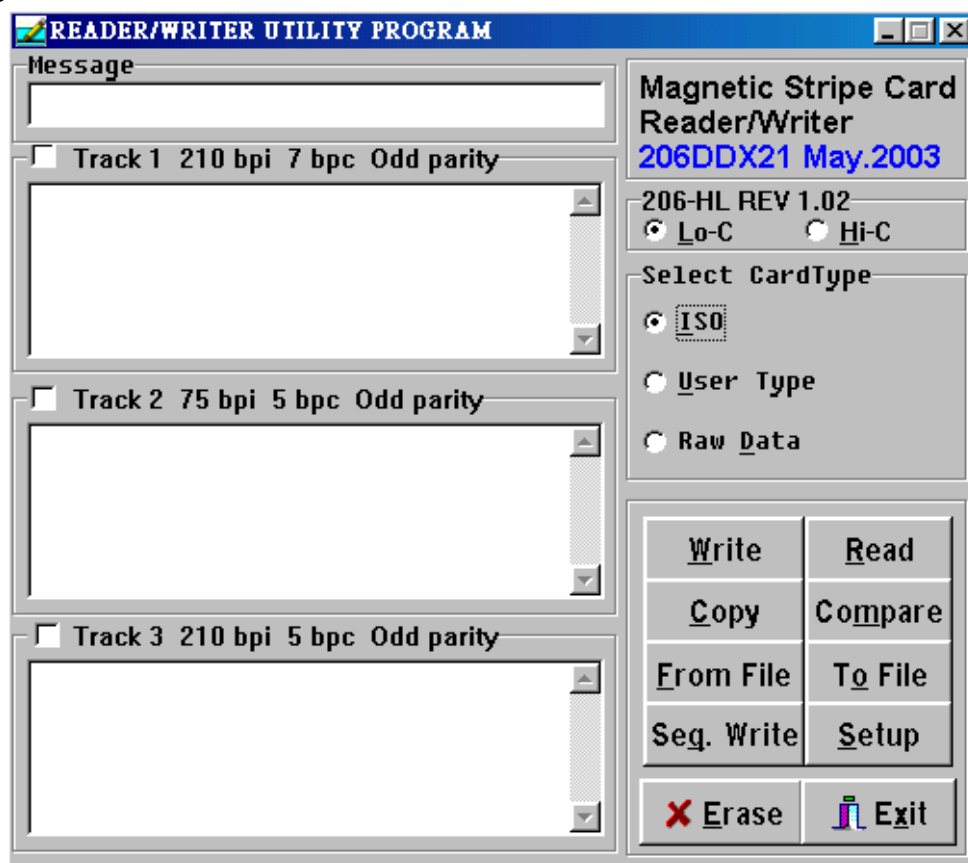 READER/WRITER UTILITY PROGRAM
Message
Track 1 210 bpi 7 bpc Odd parity
Track 2 75 bpi 5 bpc Odd parity
Track 3 210 bpi 5 bpc Odd parity
Magnetic Stripe Card
Reader/Writer
206DDX21 May.2003
206-HL REV 1.02
Lo-C Hi-C
Select CardType
ISO
User Type
Raw Data
Write Read
Copy Compare
From File To File
Seq. Write Setup
Erase Exit